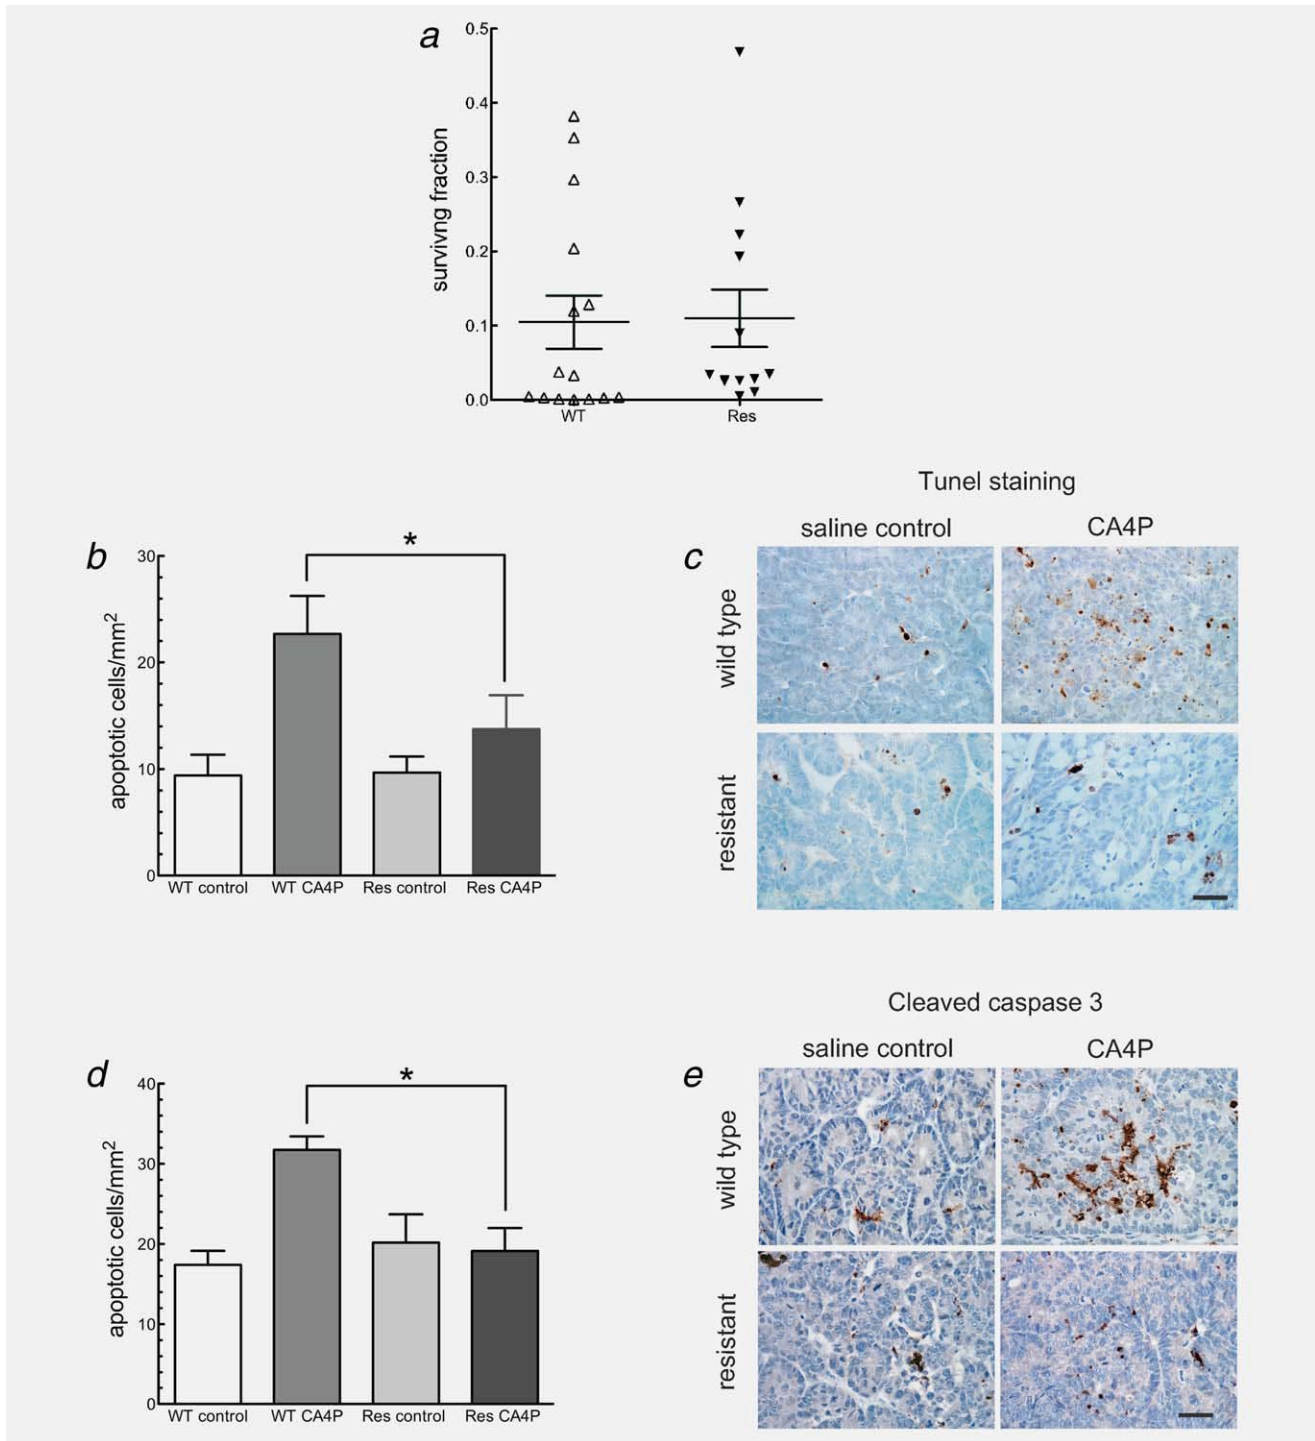 a
0.5
0.4
0.3
0.2
0.1
0.0
survivng fraction
WT Res
b
30
20
10
0
apoptotic cells/mm²
*
WT control WT CA4P Res control Res CA4P
Tunel staining
c
saline control CA4P
wild type
resistant
d
40
30
20
10
0
apoptotic cells/mm²
*
WT control WT CA4P Res control Res CA4P
Cleaved caspase 3
e
saline control CA4P
wild type
resistant